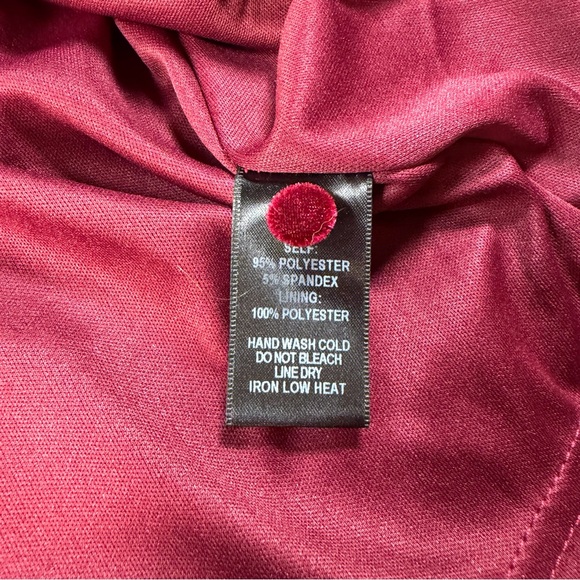 SELF:
95% POLYESTER
5% SPANDEX
LINING:
100% POLYESTER
HAND WASH COLD
DO NOT BLEACH
LINE DRY
IRON LOW HEAT